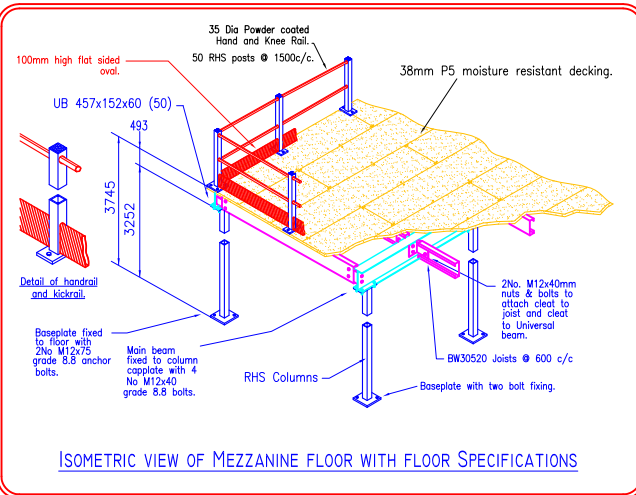 35 Dia Powder coated
Hand and Knee Rail.
50 RHS posts @ 1500c/c.
100mm high flat sided
oval.
38mm P5 moisture resistant decking.
UB 457x152x60 (50)
493
3745
3252
Detail of handrail
and kickrail.
Baseplate fixed
to floor with
2No M12x75
grade 8.8 anchor
bolts.
Main beam
fixed to column
capplate with 4
No M12x40
grade 8.8 bolts.
RHS Columns
2No. M12x40mm
nuts & bolts to
attach cleat to
joist and cleat
to Universal
beam.
BW30520 Joists @ 600 c/c
Baseplate with two bolt fixing.
ISOMETRIC VIEW OF MEZZANINE FLOOR WITH FLOOR SPECIFICATIONS